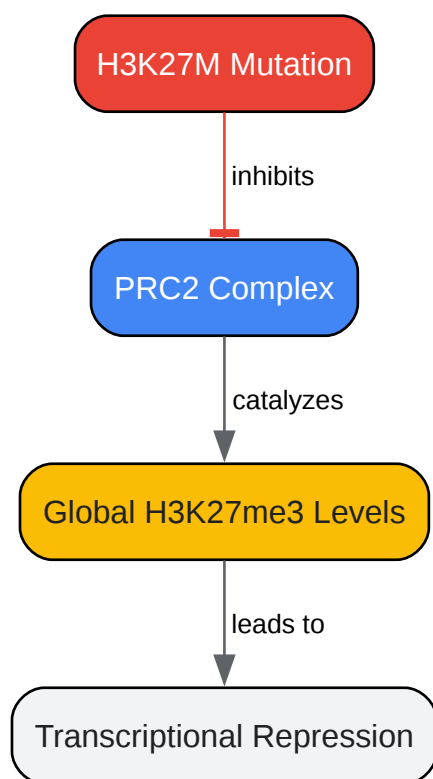 H3K27M Mutation
inhibits
PRC2 Complex
catalyzes
Global H3K27me3 Levels
leads to
Transcriptional Repression